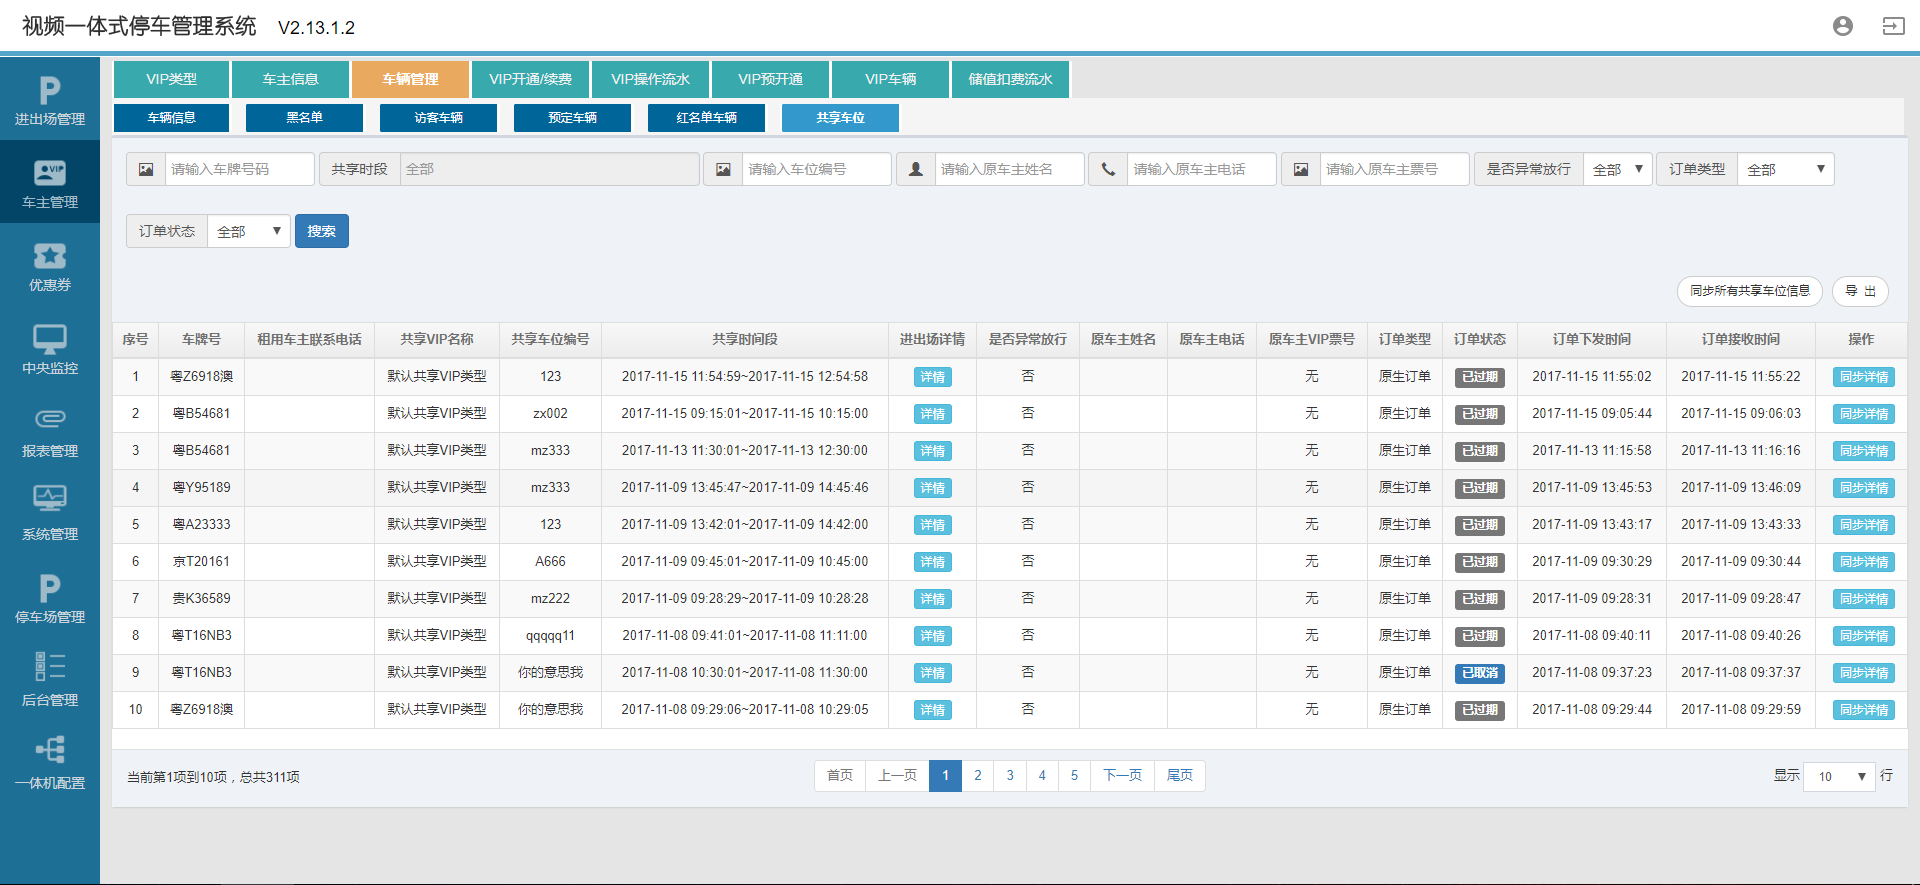 视频一体式停车管理系统 V2.13.1.2
进出场管理
车主管理
优惠券
中央监控
报表管理
系统管理
停车场管理
后台管理
一体机配置
VIP类型 车主信息 车辆管理 VIP开通/续费 VIP操作流水 VIP预开通 VIP车辆 储值扣费流水
车辆信息 黑名单 访客车辆 预定车辆 红名单车辆 共享车位
请输入车牌号码 共享时段 全部 请输入车位编号 请输入原车主姓名 请输入原车主电话 请输入原车主票号 是否异常放行 全部 订单类型 全部
订单状态 全部 搜索
同步所有共享车位信息 导 出
序号 车牌号 租用车主联系电话 共享VIP名称 共享车位编号 共享时间段 进出场详情 是否异常放行 原车主姓名 原车主电话 原车主VIP票号 订单类型 订单状态 订单下发时间 订单接收时间 操作
1 粤Z6918澳 默认共享VIP类型 123 2017-11-15 11:54:59~2017-11-15 12:54:58 详情 否 无 原生订单 已过期 2017-11-15 11:55:02 2017-11-15 11:55:22 同步详情
2 粤B54681 默认共享VIP类型 zx002 2017-11-15 09:15:01~2017-11-15 10:15:00 详情 否 无 原生订单 已过期 2017-11-15 09:05:44 2017-11-15 09:06:03 同步详情
3 粤B54681 默认共享VIP类型 mz333 2017-11-13 11:30:01~2017-11-13 12:30:00 详情 否 无 原生订单 已过期 2017-11-13 11:15:58 2017-11-13 11:16:16 同步详情
4 粤Y95189 默认共享VIP类型 mz333 2017-11-09 13:45:47~2017-11-09 14:45:46 详情 否 无 原生订单 已过期 2017-11-09 13:45:53 2017-11-09 13:46:09 同步详情
5 粤A23333 默认共享VIP类型 123 2017-11-09 13:42:01~2017-11-09 14:42:00 详情 否 无 原生订单 已过期 2017-11-09 13:43:17 2017-11-09 13:43:33 同步详情
6 京T20161 默认共享VIP类型 A666 2017-11-09 09:45:01~2017-11-09 10:45:00 详情 否 无 原生订单 已过期 2017-11-09 09:30:29 2017-11-09 09:30:44 同步详情
7 贵K36589 默认共享VIP类型 mz222 2017-11-09 09:28:29~2017-11-09 10:28:28 详情 否 无 原生订单 已过期 2017-11-09 09:28:31 2017-11-09 09:28:47 同步详情
8 粤T16NB3 默认共享VIP类型 qqqqq11 2017-11-08 09:41:01~2017-11-08 11:11:00 详情 否 无 原生订单 已过期 2017-11-08 09:40:11 2017-11-08 09:40:26 同步详情
9 粤T16NB3 默认共享VIP类型 你的意思我 2017-11-08 10:30:01~2017-11-08 11:30:00 详情 否 无 原生订单 已取消 2017-11-08 09:37:23 2017-11-08 09:37:37 同步详情
10 粤Z6918澳 默认共享VIP类型 你的意思我 2017-11-08 09:29:06~2017-11-08 10:29:05 详情 否 无 原生订单 已过期 2017-11-08 09:29:44 2017-11-08 09:29:59 同步详情
当前第1项到10项，总共311项 首页 上一页 1 2 3 4 5 下一页 尾页 显示 10 行